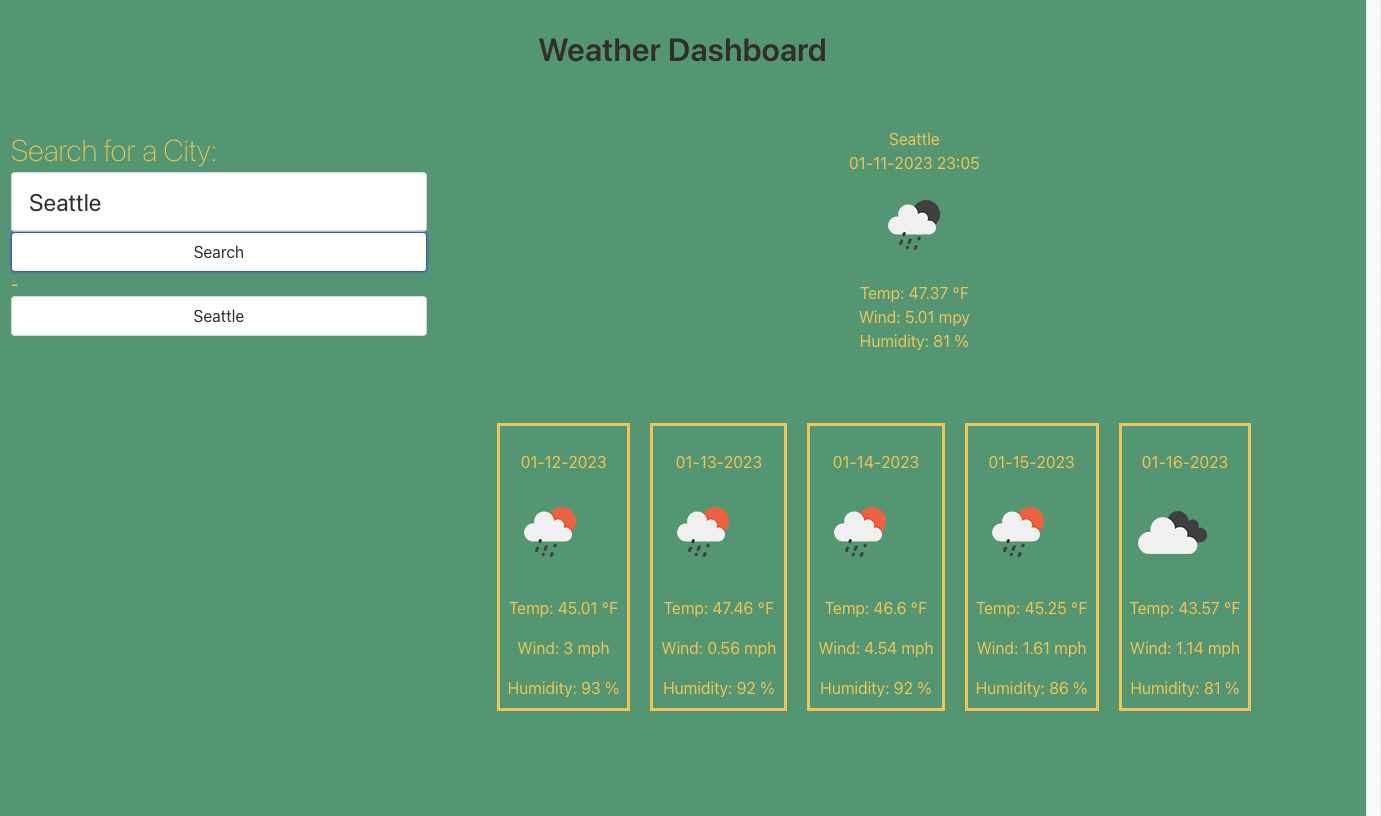 Weather Dashboard
Search for a City:
Seattle
Search
-
Seattle
Seattle
01-11-2023 23:05
Temp: 47.37 °F
Wind: 5.01 mpy
Humidity: 81 %
01-12-2023
Temp: 45.01 °F
Wind: 3 mph
Humidity: 93 %
01-13-2023
Temp: 47.46 °F
Wind: 0.56 mph
Humidity: 92 %
01-14-2023
Temp: 46.6 °F
Wind: 4.54 mph
Humidity: 92 %
01-15-2023
Temp: 45.25 °F
Wind: 1.61 mph
Humidity: 86 %
01-16-2023
Temp: 43.57 °F
Wind: 1.14 mph
Humidity: 81 %